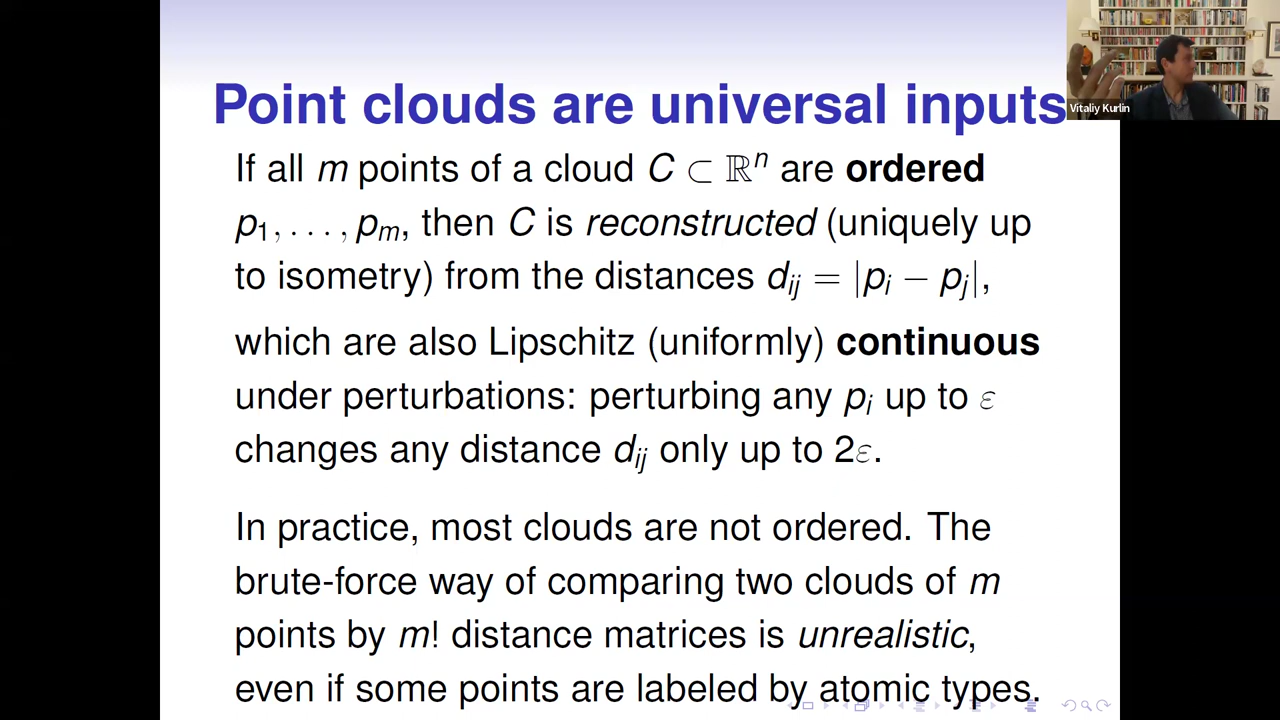 Point clouds are universal inputs
Vitaliy Kurlin
If all m points of a cloud C ⊂ ℝⁿ are ordered
p₁, . . . , pₘ, then C is reconstructed (uniquely up
to isometry) from the distances dᵢⱼ = |pᵢ − pⱼ|,
which are also Lipschitz (uniformly) continuous
under perturbations: perturbing any pᵢ up to ε
changes any distance dᵢⱼ only up to 2ε.
In practice, most clouds are not ordered. The
brute-force way of comparing two clouds of m
points by m! distance matrices is unrealistic,
even if some points are labeled by atomic types.